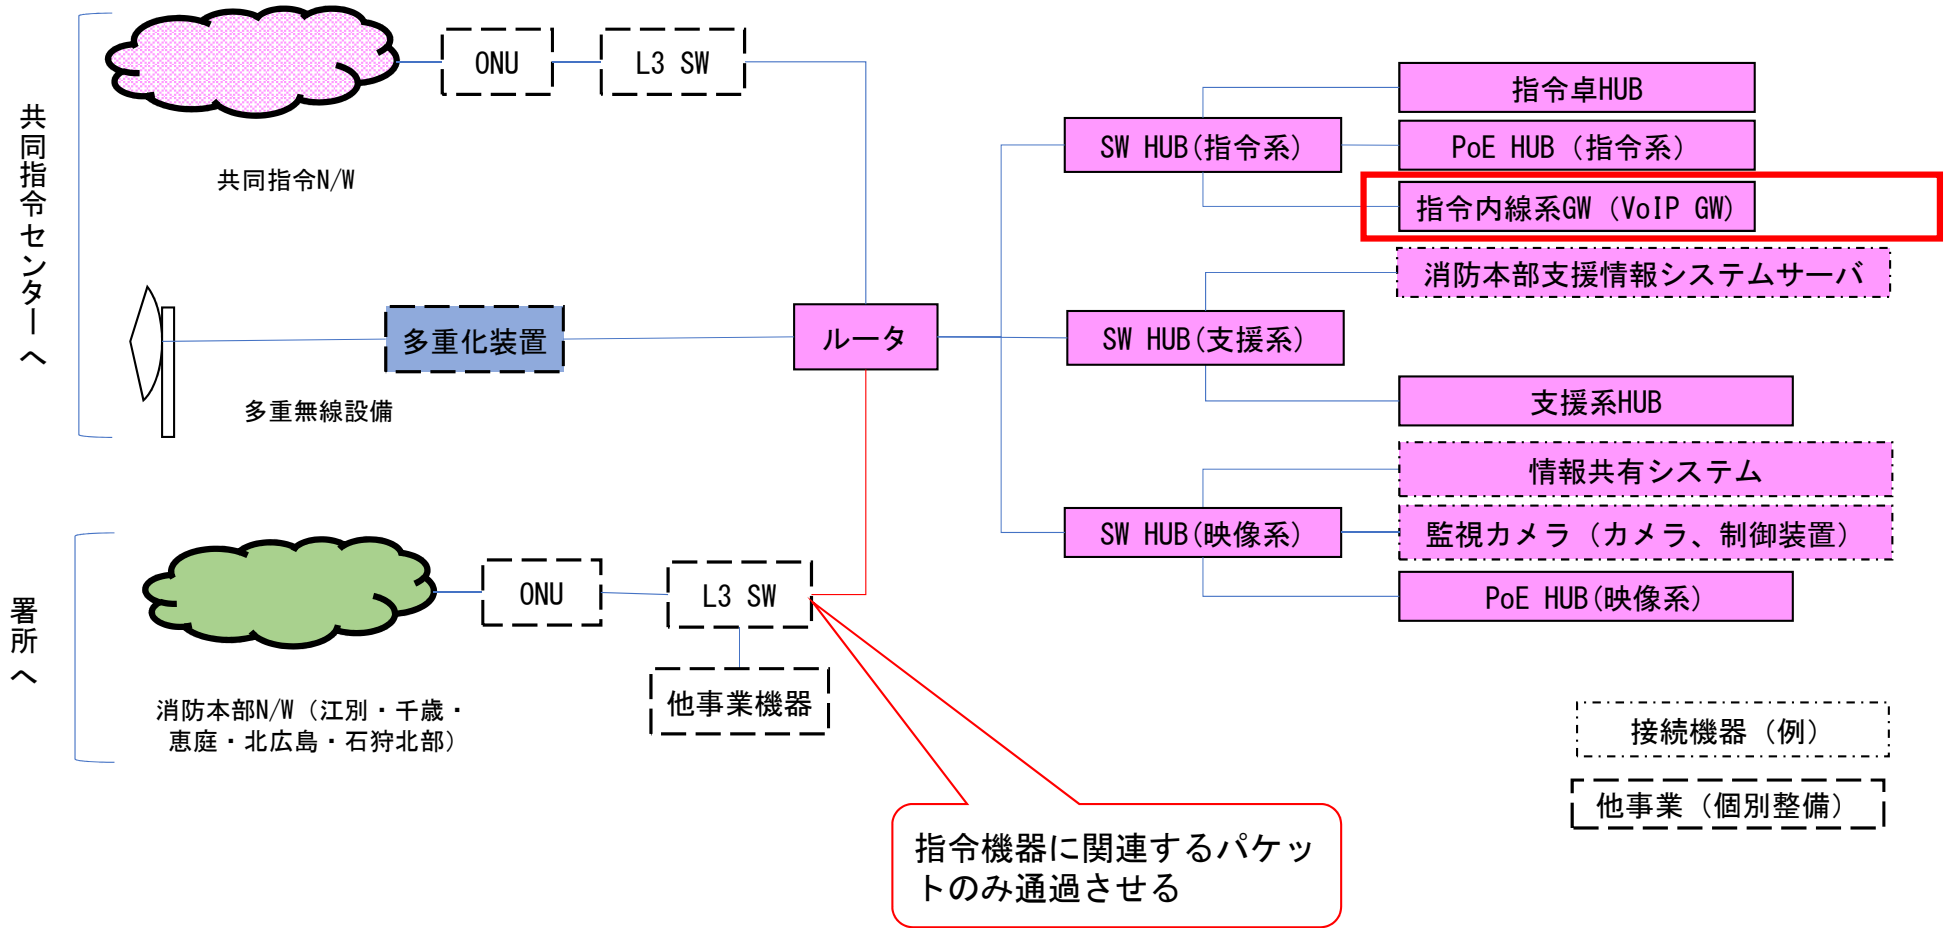 共同指令センターへ
ONU
L3 SW
共同指令N/W
多重化装置
多重無線設備
ルータ
SW HUB(指令系)
指令卓HUB
PoE HUB（指令系）
指令内線系GW（VoIP GW）
SW HUB(支援系)
消防本部支援情報システムサーバ
支援系HUB
SW HUB(映像系)
情報共有システム
監視カメラ（カメラ、制御装置）
PoE HUB(映像系)
署所へ
ONU
L3 SW
他事業機器
消防本部N/W（江別・千歳・
恵庭・北広島・石狩北部）
指令機器に関連するパケッ
トのみ通過させる
接続機器（例）
他事業（個別整備）